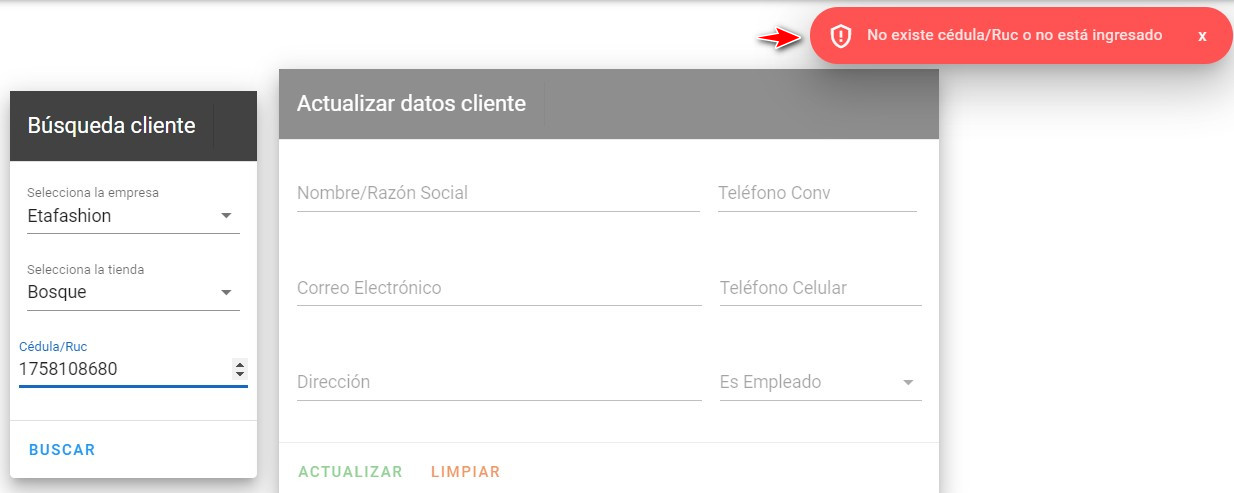 No existe cédula/Ruc o no está ingresado x
Búsqueda cliente
Selecciona la empresa
Etafashion
Selecciona la tienda
Bosque
Cédula/Ruc
1758108680
BUSCAR
Actualizar datos cliente
Nombre/Razón Social Teléfono Conv
Correo Electrónico Teléfono Celular
Dirección Es Empleado
ACTUALIZAR LIMPIAR